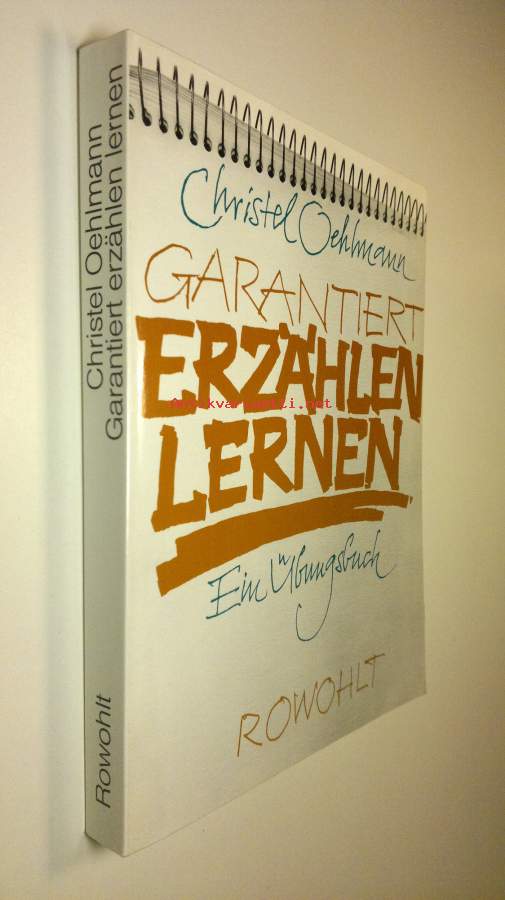 Christel Oehlmann
Garantiert erzählen lernen
Rowohlt
Christel Oehlmann
GARANTIERT
ERZÄHLEN
LERNEN
Ein Übungsbuch
ROWOHLT